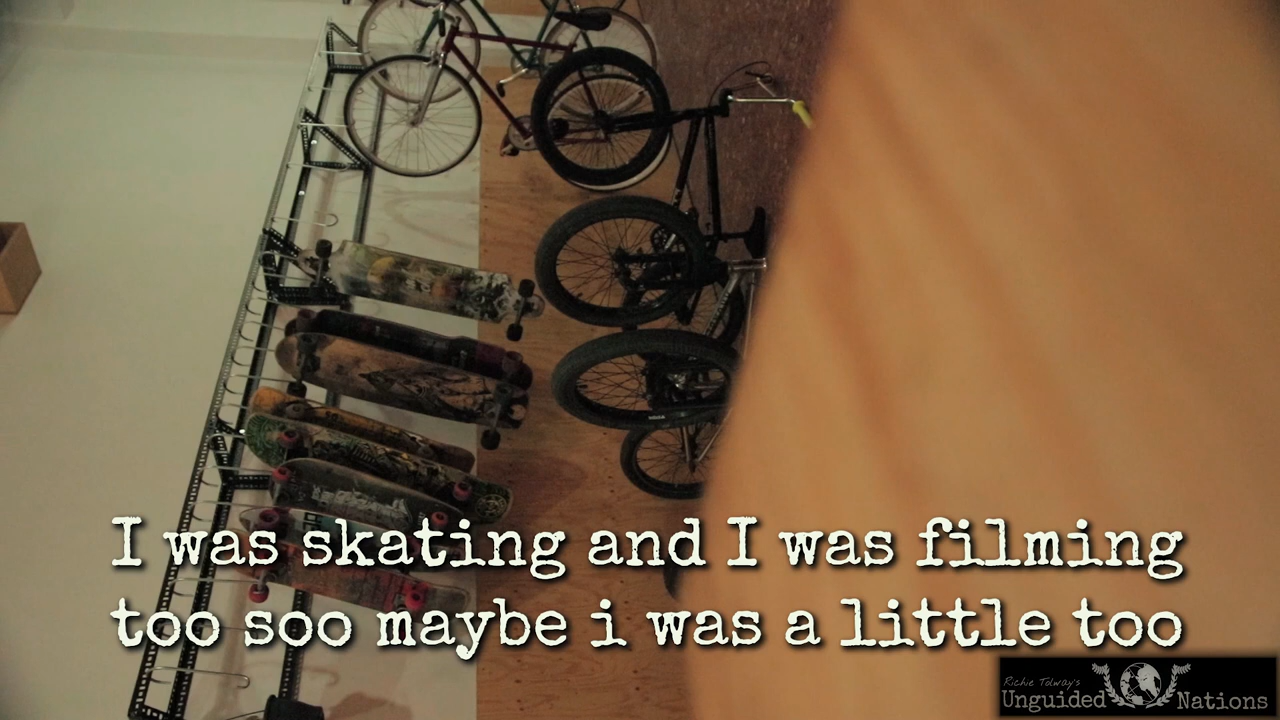 I was skating and I was filming
too soo maybe i was a little too
Richie Tolway's
Unguided Nations